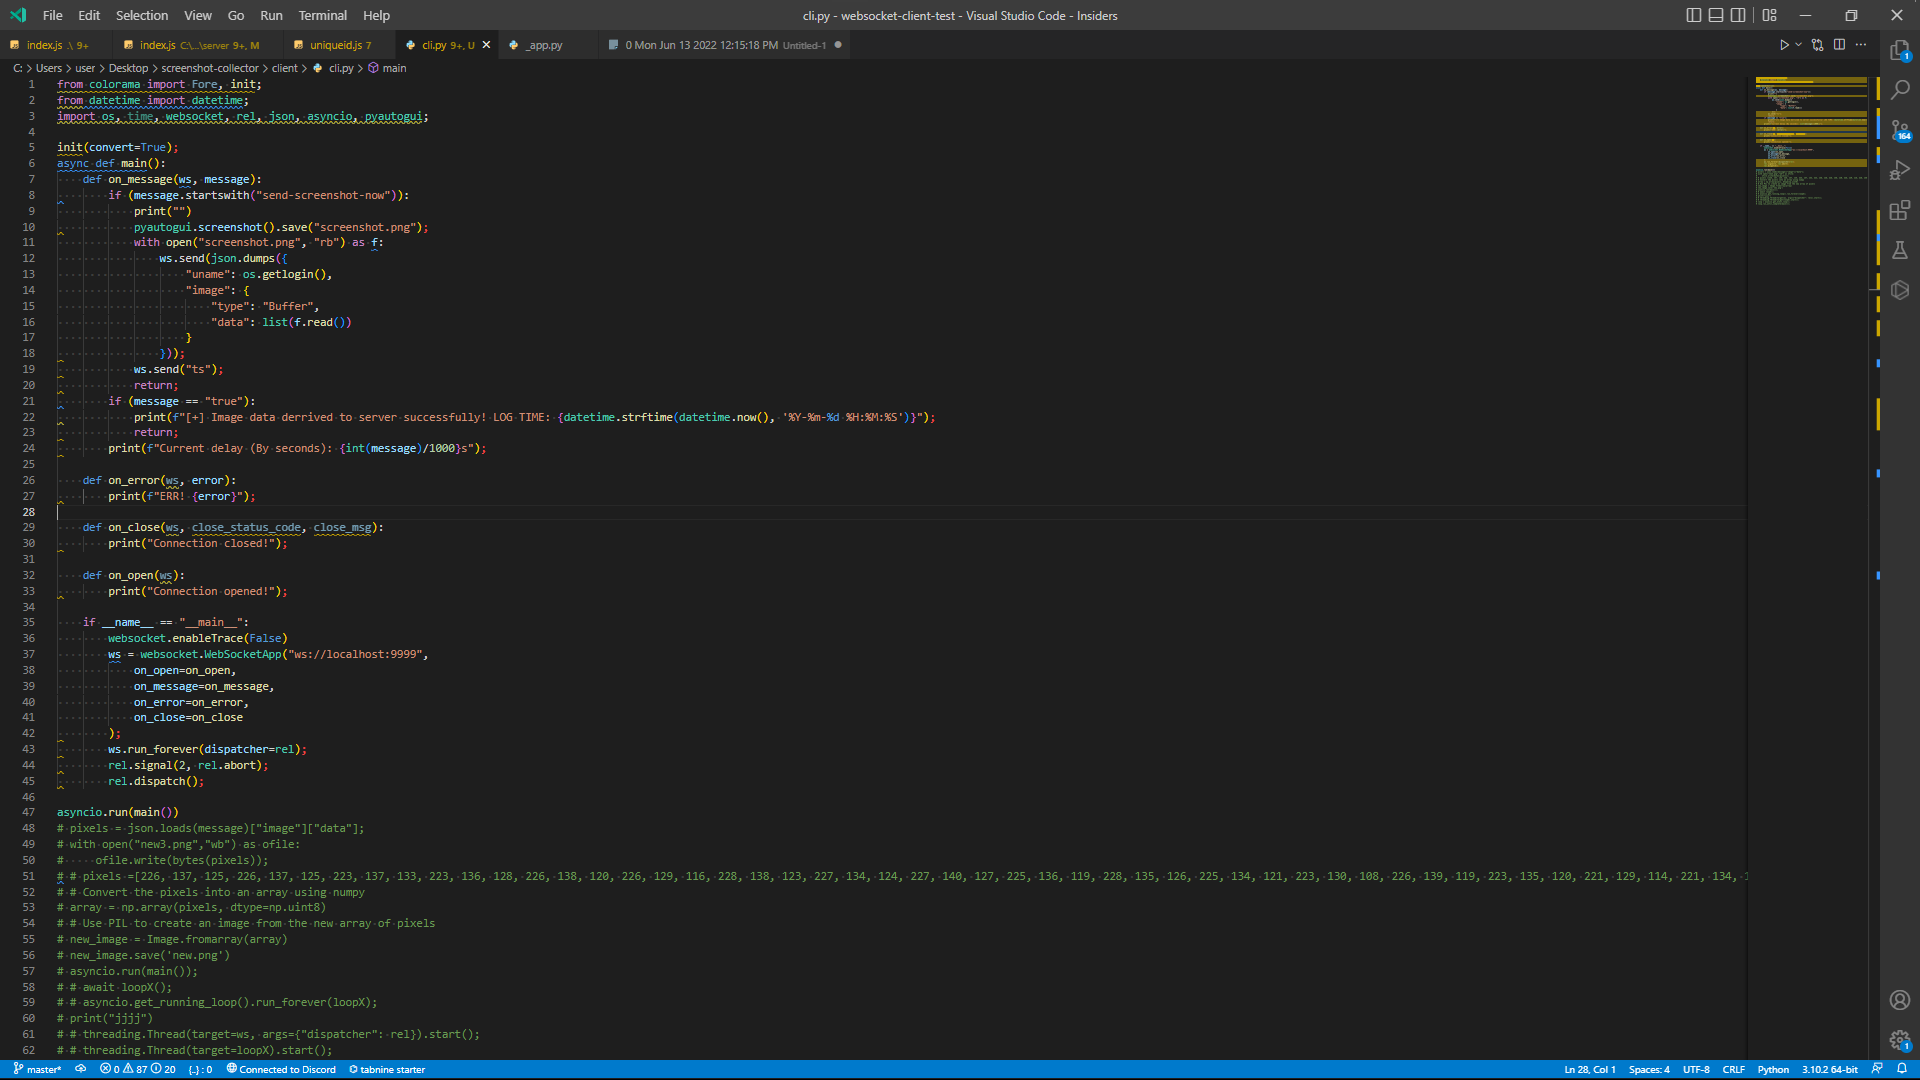 File Edit Selection View Go Run Terminal Help
cli.py - websocket-client-test - Visual Studio Code - Insiders
index.js .\ 9+
index.js C:\...\server 9+, M
uniqueid.js 7
cli.py 9+, U
_app.py
0 Mon Jun 13 2022 12:15:18 PM Untitled-1
C: > Users > user > Desktop > screenshot-collector > client > cli.py > main
1 from colorama import Fore, init;
2 from datetime import datetime;
3 import os, time, websocket, rel, json, asyncio, pyautogui;
4
5 init(convert=True);
6 async def main():
7     def on_message(ws, message):
8         if (message.startswith("send-screenshot-now")):
9             print("")
10             pyautogui.screenshot().save("screenshot.png");
11             with open("screenshot.png", "rb") as f:
12                 ws.send(json.dumps({
13                     "uname": os.getlogin(),
14                     "image": {
15                         "type": "Buffer",
16                         "data": list(f.read())
17                     }
18                 }));
19             ws.send("ts");
20             return;
21         if (message == "true"):
22             print(f"[+] Image data derrived to server successfully! LOG TIME: {datetime.strftime(datetime.now(), '%Y-%m-%d %H:%M:%S')}");
23             return;
24         print(f"Current delay (By seconds): {int(message)/1000}s");
25
26     def on_error(ws, error):
27         print(f"ERR! {error}");
28
29     def on_close(ws, close_status_code, close_msg):
30         print("Connection closed!");
31
32     def on_open(ws):
33         print("Connection opened!");
34
35     if __name__ == "__main__":
36         websocket.enableTrace(False)
37         ws = websocket.WebSocketApp("ws://localhost:9999",
38             on_open=on_open,
39             on_message=on_message,
40             on_error=on_error,
41             on_close=on_close
42         );
43         ws.run_forever(dispatcher=rel);
44         rel.signal(2, rel.abort);
45         rel.dispatch();
46
47 asyncio.run(main())
48 # pixels = json.loads(message)["image"]["data"];
49 # with open("new3.png","wb") as ofile:
50 #     ofile.write(bytes(pixels));
51 # # pixels =[226, 137, 125, 226, 137, 125, 223, 137, 133, 223, 136, 128, 226, 138, 120, 226, 129, 116, 228, 138, 123, 227, 134, 124, 227, 140, 127, 225, 136, 119, 228, 135, 126, 225, 134, 121, 223, 130, 108, 226, 139, 119, 223, 135, 120, 221, 129, 114, 221, 134, 1
52 # # Convert the pixels into an array using numpy
53 # array = np.array(pixels, dtype=np.uint8)
54 # # Use PIL to create an image from the new array of pixels
55 # new_image = Image.fromarray(array)
56 # new_image.save('new.png')
57 # asyncio.run(main());
58 # # await loopX();
59 # # asyncio.get_running_loop().run_forever(loopX);
60 # print("jjjj")
61 # # threading.Thread(target=ws, args={"dispatcher": rel}).start();
62 # # threading.Thread(target=loopX).start();
1
164
1
master* 0 87 20 {..} : 0 Connected to Discord tabnine starter
Ln 28, Col 1 Spaces: 4 UTF-8 CRLF Python 3.10.2 64-bit